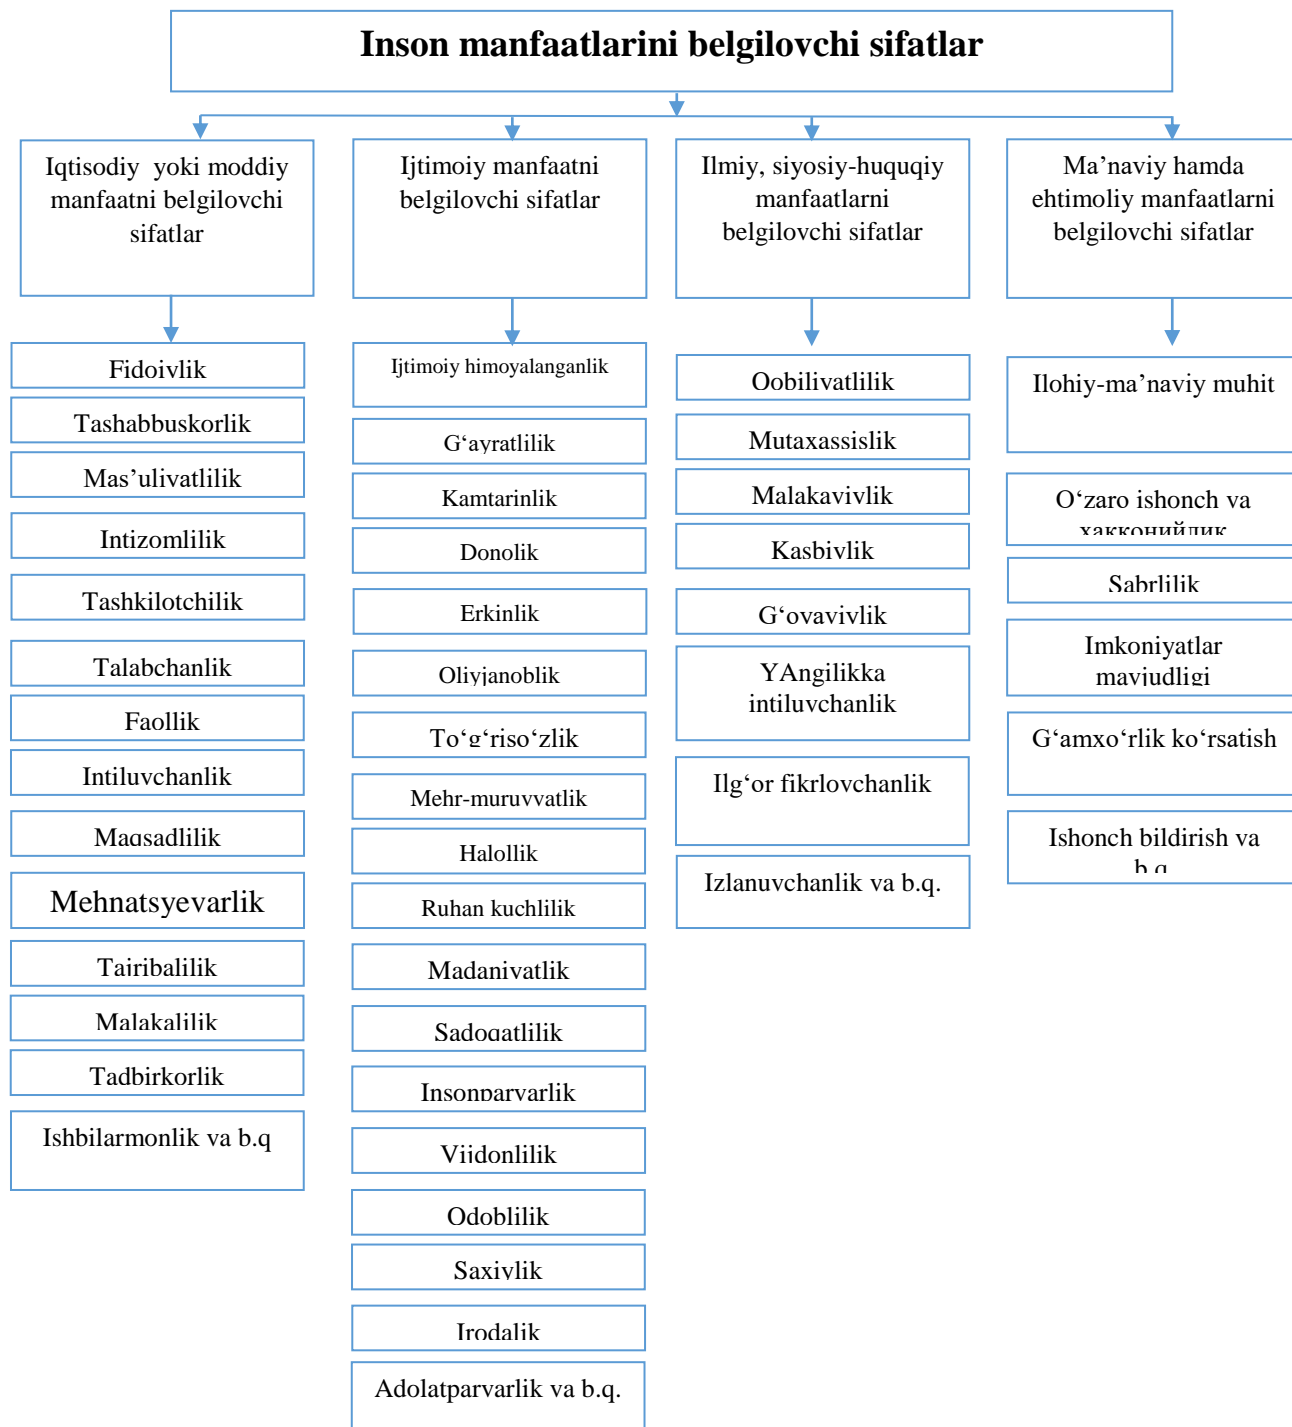 Inson manfaatlarini belgilovchi sifatlar
Iqtisodiy yoki moddiy
manfaatni belgilovchi
sifatlar
Ijtimoiy manfaatni
belgilovchi sifatlar
Ilmiy, siyosiy-huquqiy
manfaatlarni
belgilovchi sifatlar
Ma’naviy hamda
ehtimoliy manfaatlarni
belgilovchi sifatlar
Fidoiylik
Tashabbuskorlik
Mas’uliyatlilik
Intizomlilik
Tashkilotchilik
Talabchanlik
Faollik
Intiluvchanlik
Maqsadlilik
Mehnatsyevarlik
Tajribalilik
Malakalilik
Tadbirkorlik
Ishbilarmonlik va b.q
Ijtimoiy himoyalanganlik
G‘ayratlilik
Kamtarinlik
Donolik
Erkinlik
Oliyjanoblik
To‘g‘riso‘zlik
Mehr-muruvvatlik
Halollik
Ruhan kuchlilik
Madaniyatlik
Sadoqatlilik
Insonparvarlik
Vijdonlilik
Odoblilik
Saxiylik
Irodalik
Adolatparvarlik va b.q.
Qobiliyatlilik
Mutaxassislik
Malakaviylik
Kasbiylik
G‘oyaviylik
YAngilikka
intiluvchanlik
Ilg‘or fikrlovchanlik
Izlanuvchanlik va b.q.
Ilohiy-ma’naviy muhit
O‘zaro ishonch va
ҳаққонийлик
Sabrlilik
Imkoniyatlar
mavjudligi
G‘amxo‘rlik ko‘rsatish
Ishonch bildirish va
b.q.